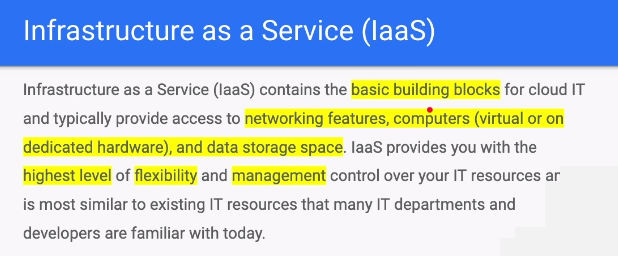 Infrastructure as a Service (IaaS)
Infrastructure as a Service (IaaS) contains the basic building blocks for cloud IT
and typically provide access to networking features, computers (virtual or on
dedicated hardware), and data storage space. IaaS provides you with the
highest level of flexibility and management control over your IT resources
is most similar to existing IT resources that many IT departments and
developers are familiar with today.